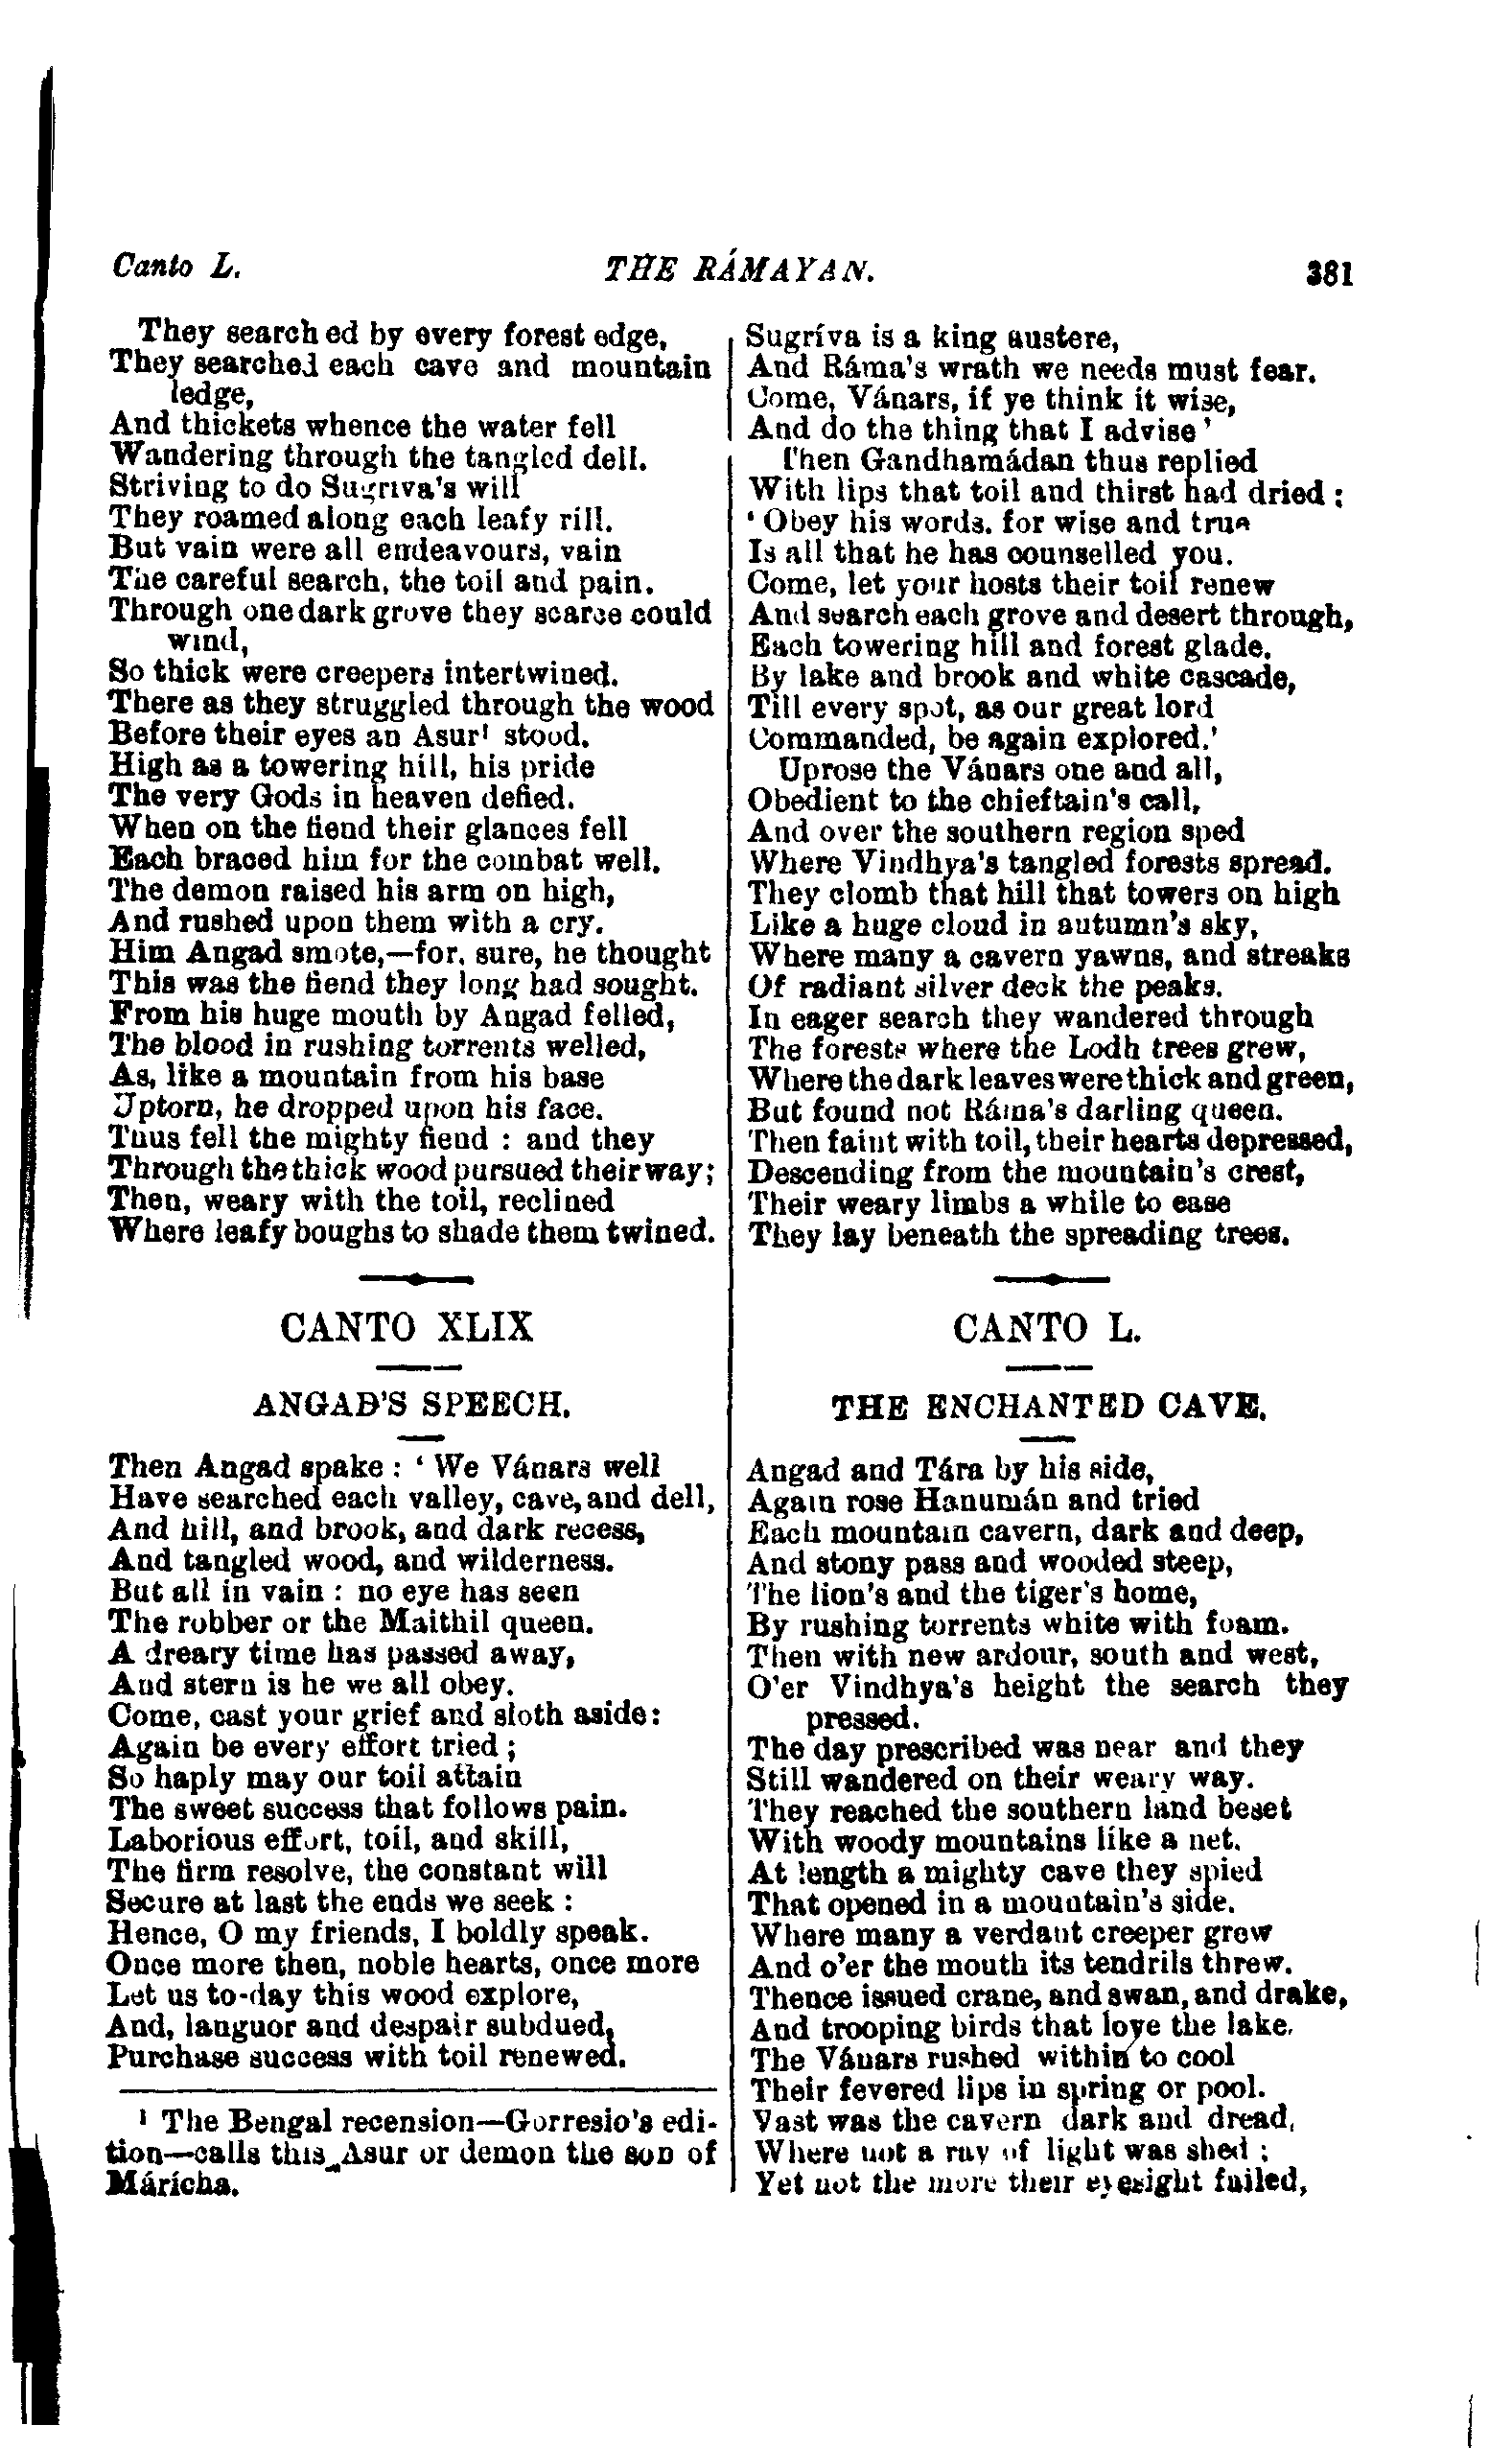 Canto L.
THE RÁMAYAN.
381
They searched by every forest edge,
They searched each cave and mountain
ledge,
And thickets whence the water fell
Wandering through the tangled dell.
Striving to do Sugríva's will
They roamed along each leafy rill.
But vain were all endeavours, vain
The careful search, the toil and pain.
Through one dark grove they scarce could
wind,
So thick were creepers intertwined.
There as they struggled through the wood
Before their eyes an Asur¹ stood.
High as a towering hill, his pride
The very Gods in heaven defied.
When on the fiend their glances fell
Each braced him for the combat well.
The demon raised his arm on high,
And rushed upon them with a cry.
Him Angad smote,—for, sure, he thought
This was the fiend they long had sought.
From his huge mouth by Angad felled,
The blood in rushing torrents welled,
As, like a mountain from his base
Uptorn, he dropped upon his face.
Thus fell the mighty fiend : and they
Through the thick wood pursued their way;
Then, weary with the toil, reclined
Where leafy boughs to shade them twined.
CANTO XLIX
ANGAD'S SPEECH.
Then Angad spake : ' We Vánars well
Have searched each valley, cave, and dell,
And hill, and brook, and dark recess,
And tangled wood, and wilderness.
But all in vain : no eye has seen
The robber or the Maithil queen.
A dreary time has passed away,
And stern is he we all obey.
Come, cast your grief and sloth aside:
Again be every effort tried ;
So haply may our toil attain
The sweet success that follows pain.
Laborious effort, toil, and skill,
The firm resolve, the constant will
Secure at last the ends we seek :
Hence, O my friends, I boldly speak.
Once more then, noble hearts, once more
Let us to-day this wood explore,
And, languor and despair subdued,
Purchase success with toil renewed.
¹ The Bengal recension—Gorresio's edi-
tion—calls this Asur or demon the son of
Márícha.
Sugríva is a king austere,
And Ráma's wrath we needs must fear.
Come, Vánars, if ye think it wise,
And do the thing that I advise'
Then Gandhamádan thus replied
With lips that toil and thirst had dried :
' Obey his words. for wise and true
Is all that he has counselled you.
Come, let your hosts their toil renew
And search each grove and desert through,
Each towering hill and forest glade.
By lake and brook and white cascade,
Till every spot, as our great lord
Commanded, be again explored.'
Uprose the Vánars one and all,
Obedient to the chieftain's call,
And over the southern region sped
Where Vindhya's tangled forests spread.
They clomb that hill that towers on high
Like a huge cloud in autumn's sky,
Where many a cavern yawns, and streaks
Of radiant silver deck the peaks.
In eager search they wandered through
The forests where the Lodh trees grew,
Where the dark leaves were thick and green,
But found not Ráma's darling queen.
Then faint with toil, their hearts depressed,
Descending from the mountain's crest,
Their weary limbs a while to ease
They lay beneath the spreading trees.
CANTO L.
THE ENCHANTED CAVE.
Angad and Tára by his side,
Again rose Hanumán and tried
Each mountain cavern, dark and deep,
And stony pass and wooded steep,
The lion's and the tiger's home,
By rushing torrents white with foam.
Then with new ardour, south and west,
O'er Vindhya's height the search they
pressed.
The day prescribed was near and they
Still wandered on their weary way.
They reached the southern land beset
With woody mountains like a net.
At length a mighty cave they spied
That opened in a mountain's side.
Where many a verdant creeper grew
And o'er the mouth its tendrils threw.
Thence issued crane, and swan, and drake,
And trooping birds that love the lake.
The Vánars rushed within to cool
Their fevered lips in spring or pool.
Vast was the cavern dark and dread,
Where not a ray of light was shed ;
Yet not the more their eyesight failed,